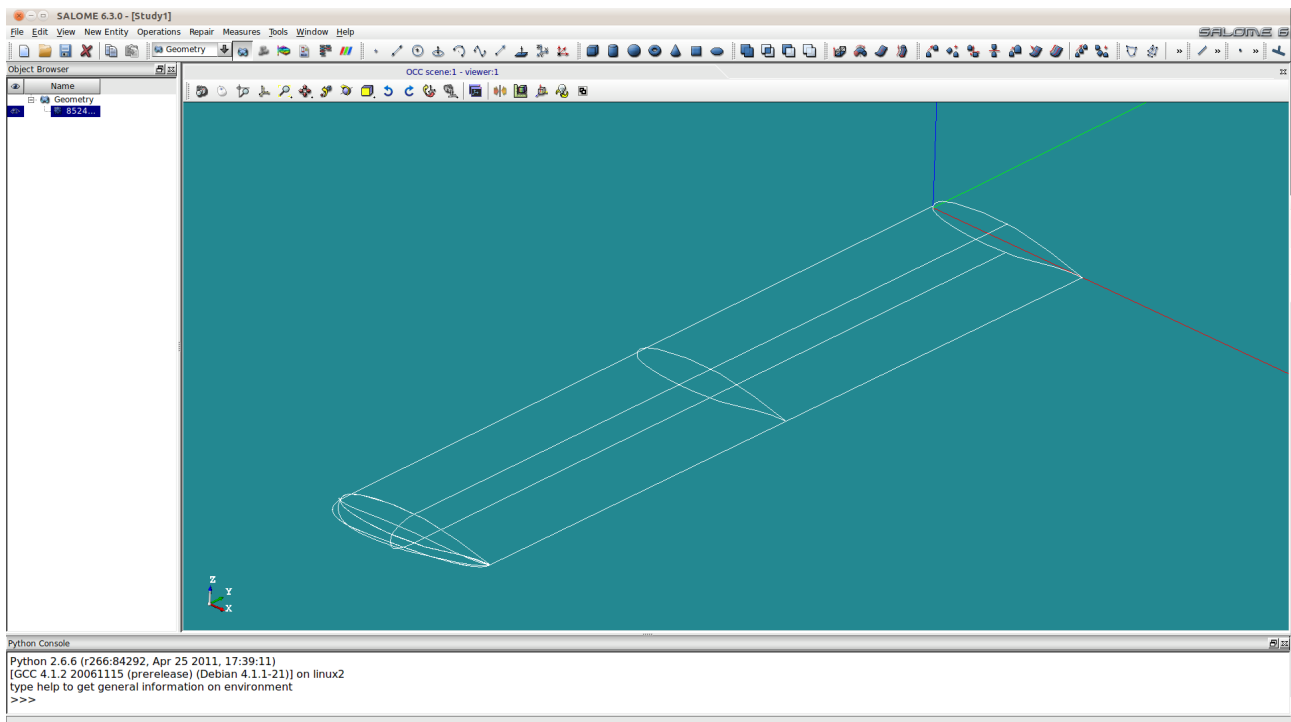 SALOME 6.3.0 - [Study1]
File Edit View New Entity Operations Repair Measures Tools Window Help
SALOME 6
Geometry
» » »
Object Browser
OCC scene:1 - viewer:1
Name
Geometry
8524...
Z
Y
X
Python Console
Python 2.6.6 (r266:84292, Apr 25 2011, 17:39:11)
[GCC 4.1.2 20061115 (prerelease) (Debian 4.1.1-21)] on linux2
type help to get general information on environment
>>>